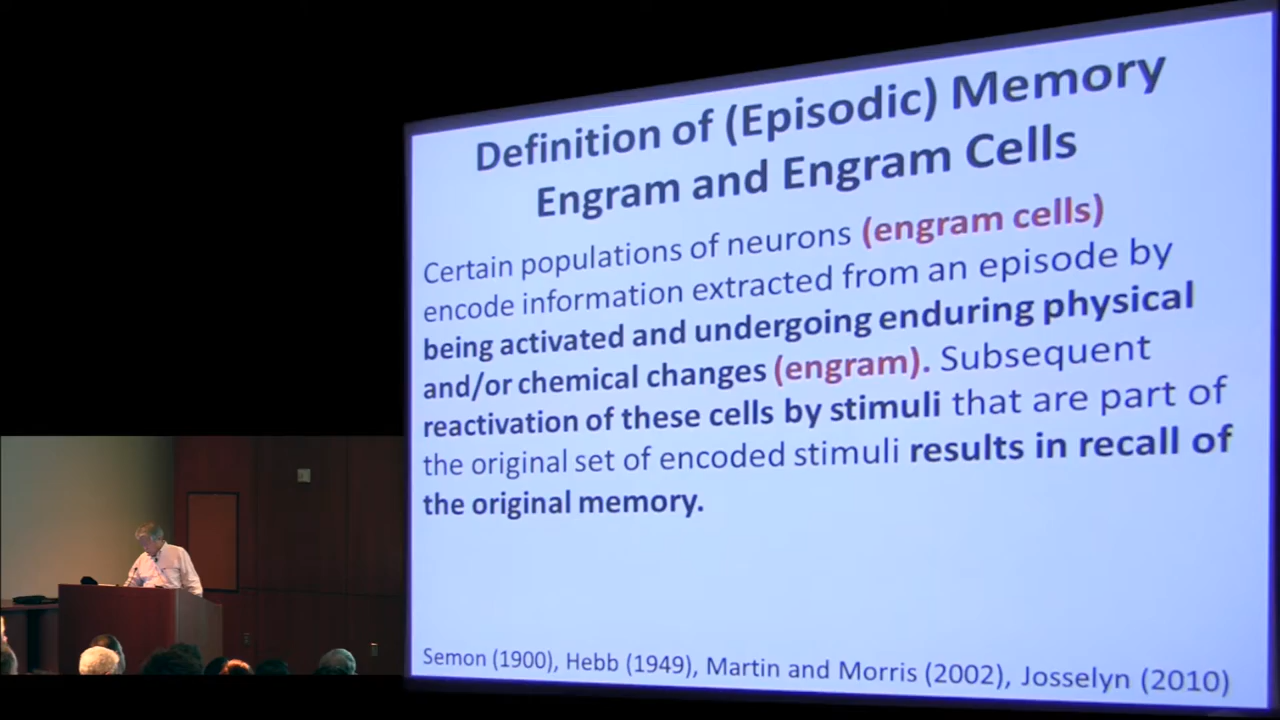 Definition of (Episodic) Memory
Engram and Engram Cells
Certain populations of neurons (engram cells)
encode information extracted from an episode by
being activated and undergoing enduring physical
and/or chemical changes (engram). Subsequent
reactivation of these cells by stimuli that are part of
the original set of encoded stimuli results in recall of
the original memory.
Semon (1900), Hebb (1949), Martin and Morris (2002), Josselyn (2010)